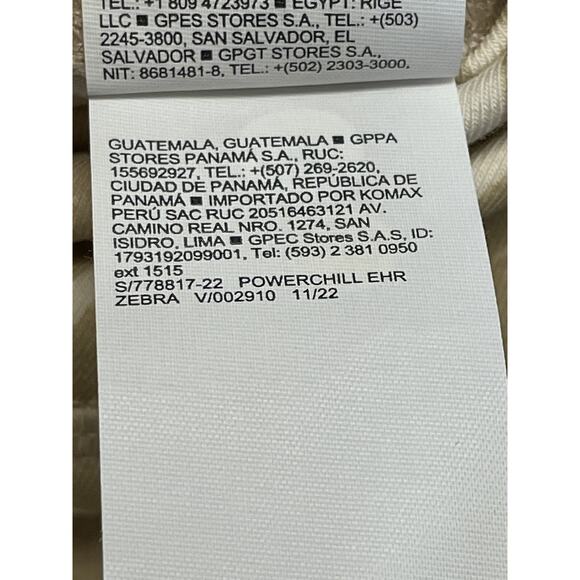 TEL.: +1 809 4723973 ■ EGYPT: RIGE
LLC ■ GPES STORES S.A., TEL.: +(503)
2245-3800, SAN SALVADOR, EL
SALVADOR ■ GPGT STORES S.A.,
NIT: 8681481-8, TEL.: +(502) 2303-3000,
GUATEMALA, GUATEMALA ■ GPPA
STORES PANAMÁ S.A., RUC:
155692927, TEL.: +(507) 269-2620,
CIUDAD DE PANAMÁ, REPÚBLICA DE
PANAMÁ ■ IMPORTADO POR KOMAX
PERÚ SAC RUC 20516463121 AV.
CAMINO REAL NRO. 1274, SAN
ISIDRO, LIMA ■ GPEC Stores S.A.S, ID:
1793192099001, Tel: (593) 2 381 0950
ext 1515
S/778817-22 POWERCHILL EHR
ZEBRA V/002910 11/22